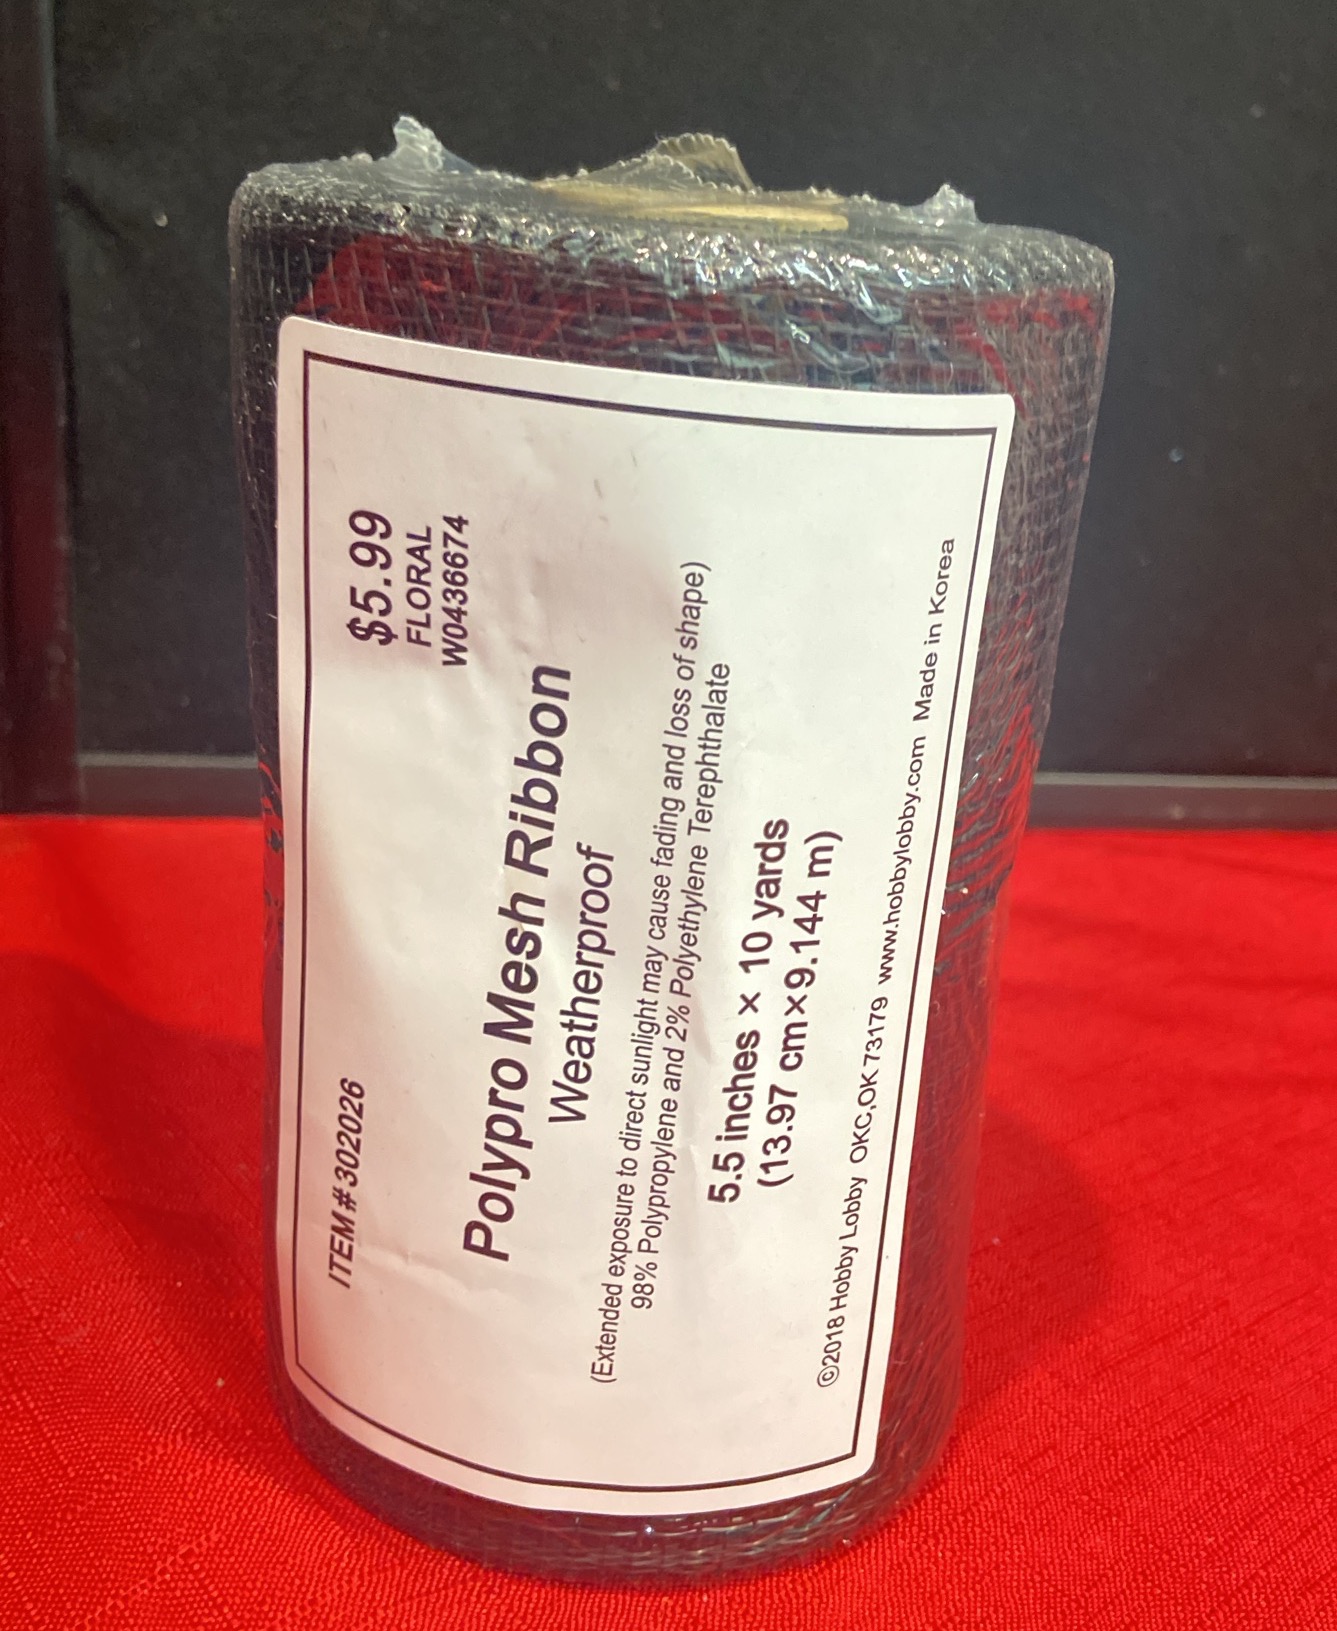 ITEM # 302026
$5.99
FLORAL
W0436674
Polypro Mesh Ribbon
Weatherproof
(Extended exposure to direct sunlight may cause fading and loss of shape)
98% Polypropylene and 2% Polyethylene Terephthalate
5.5 inches × 10 yards
(13.97 cm×9.144 m)
©2018 Hobby Lobby OKC,OK 73179 www.hobbylobby.com Made in Korea